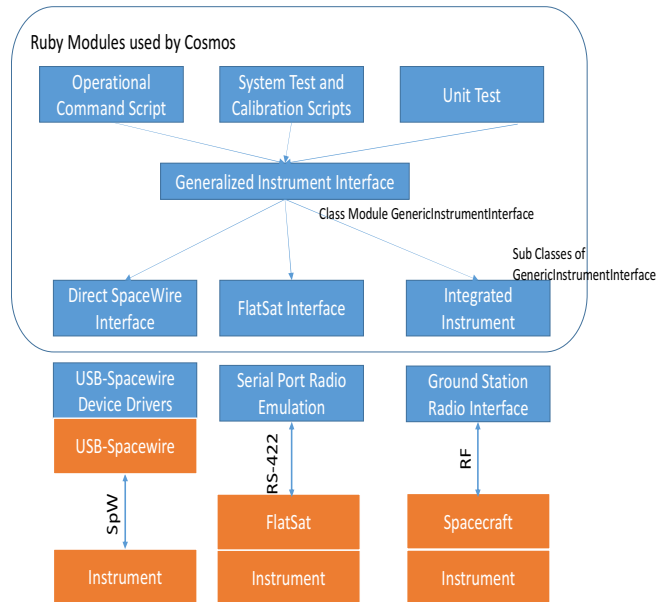 Ruby Modules used by Cosmos
Operational
Command Script
System Test and
Calibration Scripts
Unit Test
Generalized Instrument Interface
Class Module GenericInstrumentInterface
Sub Classes of
GenericInstrumentInterface
Direct SpaceWire
Interface
FlatSat Interface
Integrated
Instrument
USB-Spacewire
Device Drivers
Serial Port Radio
Emulation
Ground Station
Radio Interface
USB-Spacewire
SpW
RS-422
RF
FlatSat
Spacecraft
Instrument
Instrument
Instrument